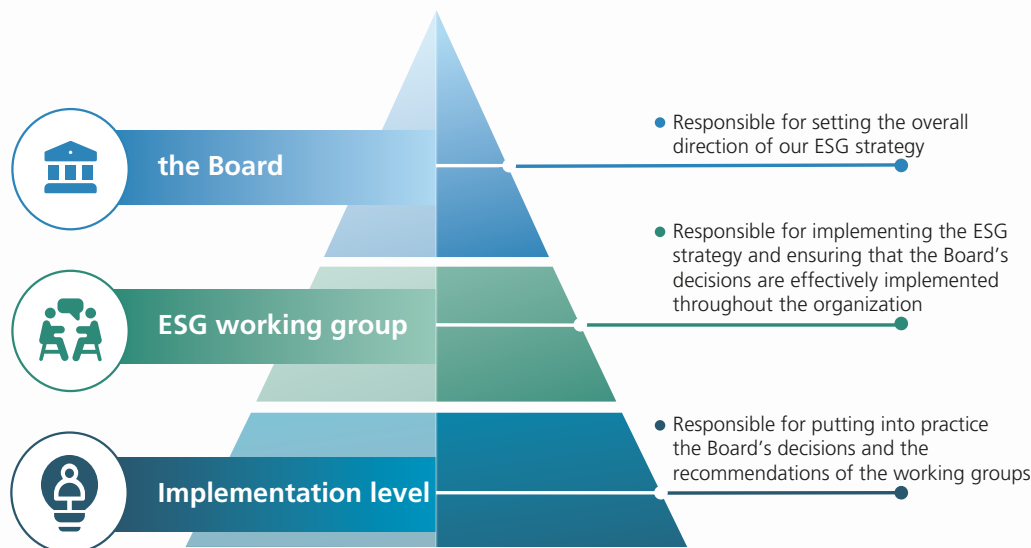 the Board
Responsible for setting the overall
direction of our ESG strategy
ESG working group
Responsible for implementing the ESG
strategy and ensuring that the Board’s
decisions are effectively implemented
throughout the organization
Implementation level
Responsible for putting into practice
the Board’s decisions and the
recommendations of the working groups